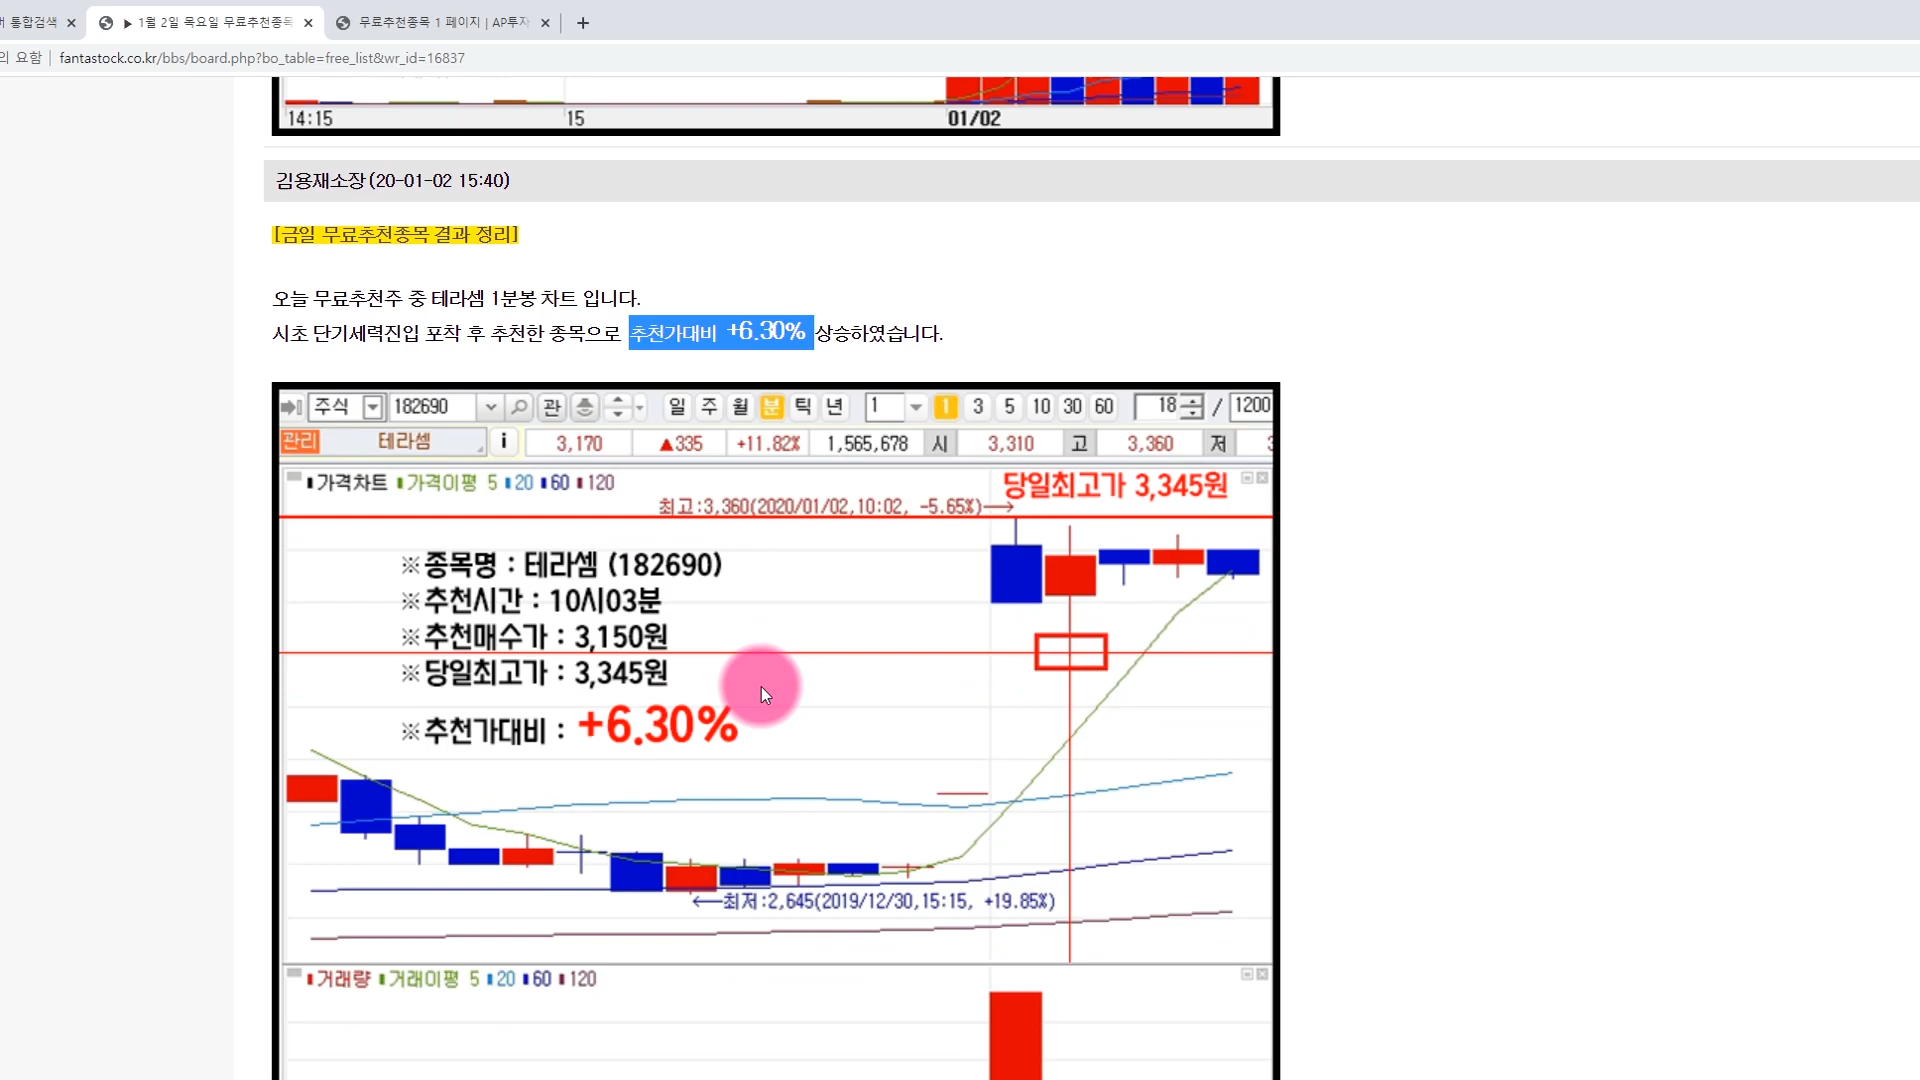 통합검색 × ▶ 1월 2일 목요일 무료추천종목 × 무료추천종목 1 페이지 | AP투자 × +
의 요함 | fantastock.co.kr/bbs/board.php?bo_table=free_list&wr_id=16837
14:15 15 01/02
김용재소장(20-01-02 15:40)
[금일 무료추천종목 결과 정리]
오늘 무료추천주 중 테라셈 1분봉 차트 입니다.
시초 단기세력진입 포착 후 추천한 종목으로 추천가대비 +6.30% 상승하였습니다.
주식 182690 관 일 주 월 분 틱 년 1 1 3 5 10 30 60 18 / 1200
관리 테라셈 i 3,170 ▲335 +11.82% 1,565,678 시 3,310 고 3,360 저
가격차트 가격이평 5 20 60 120
당일최고가 3,345원
최고:3,360(2020/01/02,10:02, -5.65%)→
※종목명 : 테라셈 (182690)
※추천시간 : 10시03분
※추천매수가 : 3,150원
※당일최고가 : 3,345원
※추천가대비 : +6.30%
←최저:2,645(2019/12/30,15:15, +19.85%)
거래량 거래이평 5 20 60 120